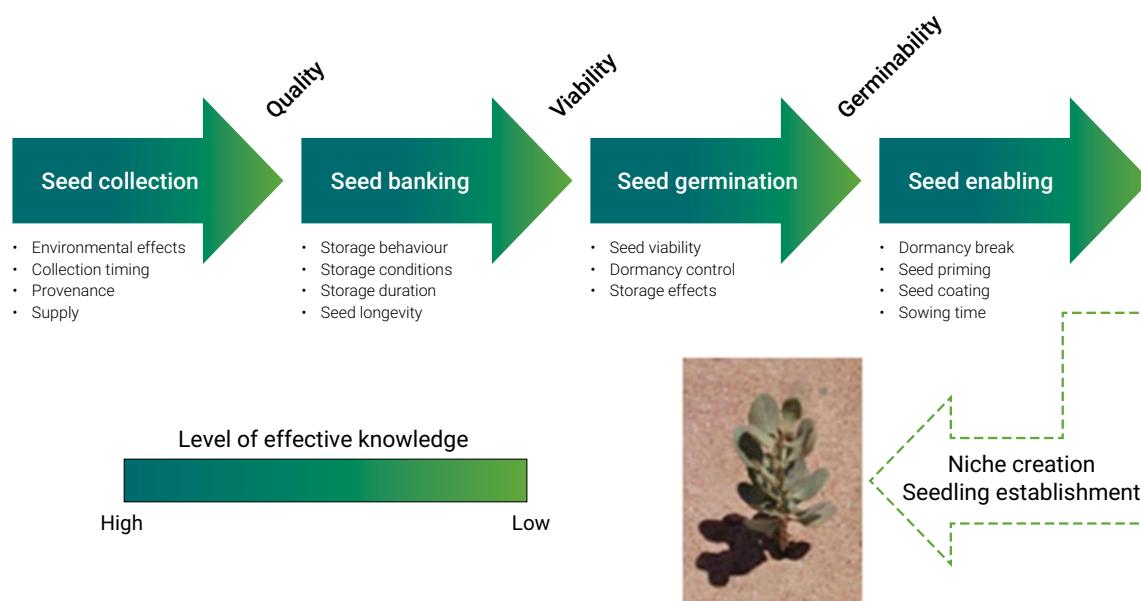 Quality
Viability
Germinability
Seed collection
Seed banking
Seed germination
Seed enabling
• Environmental effects
• Collection timing
• Provenance
• Supply
• Storage behaviour
• Storage conditions
• Storage duration
• Seed longevity
• Seed viability
• Dormancy control
• Storage effects
• Dormancy break
• Seed priming
• Seed coating
• Sowing time
Level of effective knowledge
High
Low
Niche creation
Seedling establishment